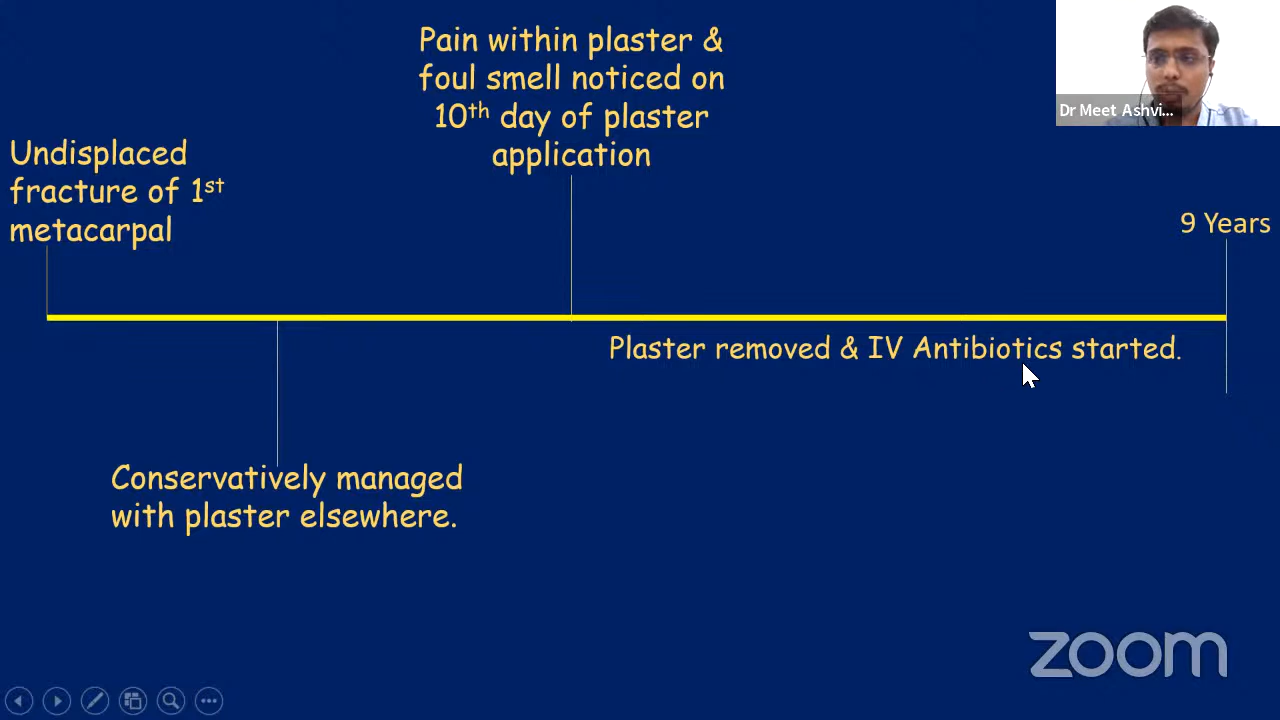 Pain within plaster &
foul smell noticed on
10th day of plaster
application
Dr Meet Ashvi...
Undisplaced
fracture of 1st
metacarpal
9 Years
Plaster removed & IV Antibiotics started.
Conservatively managed
with plaster elsewhere.
zoom